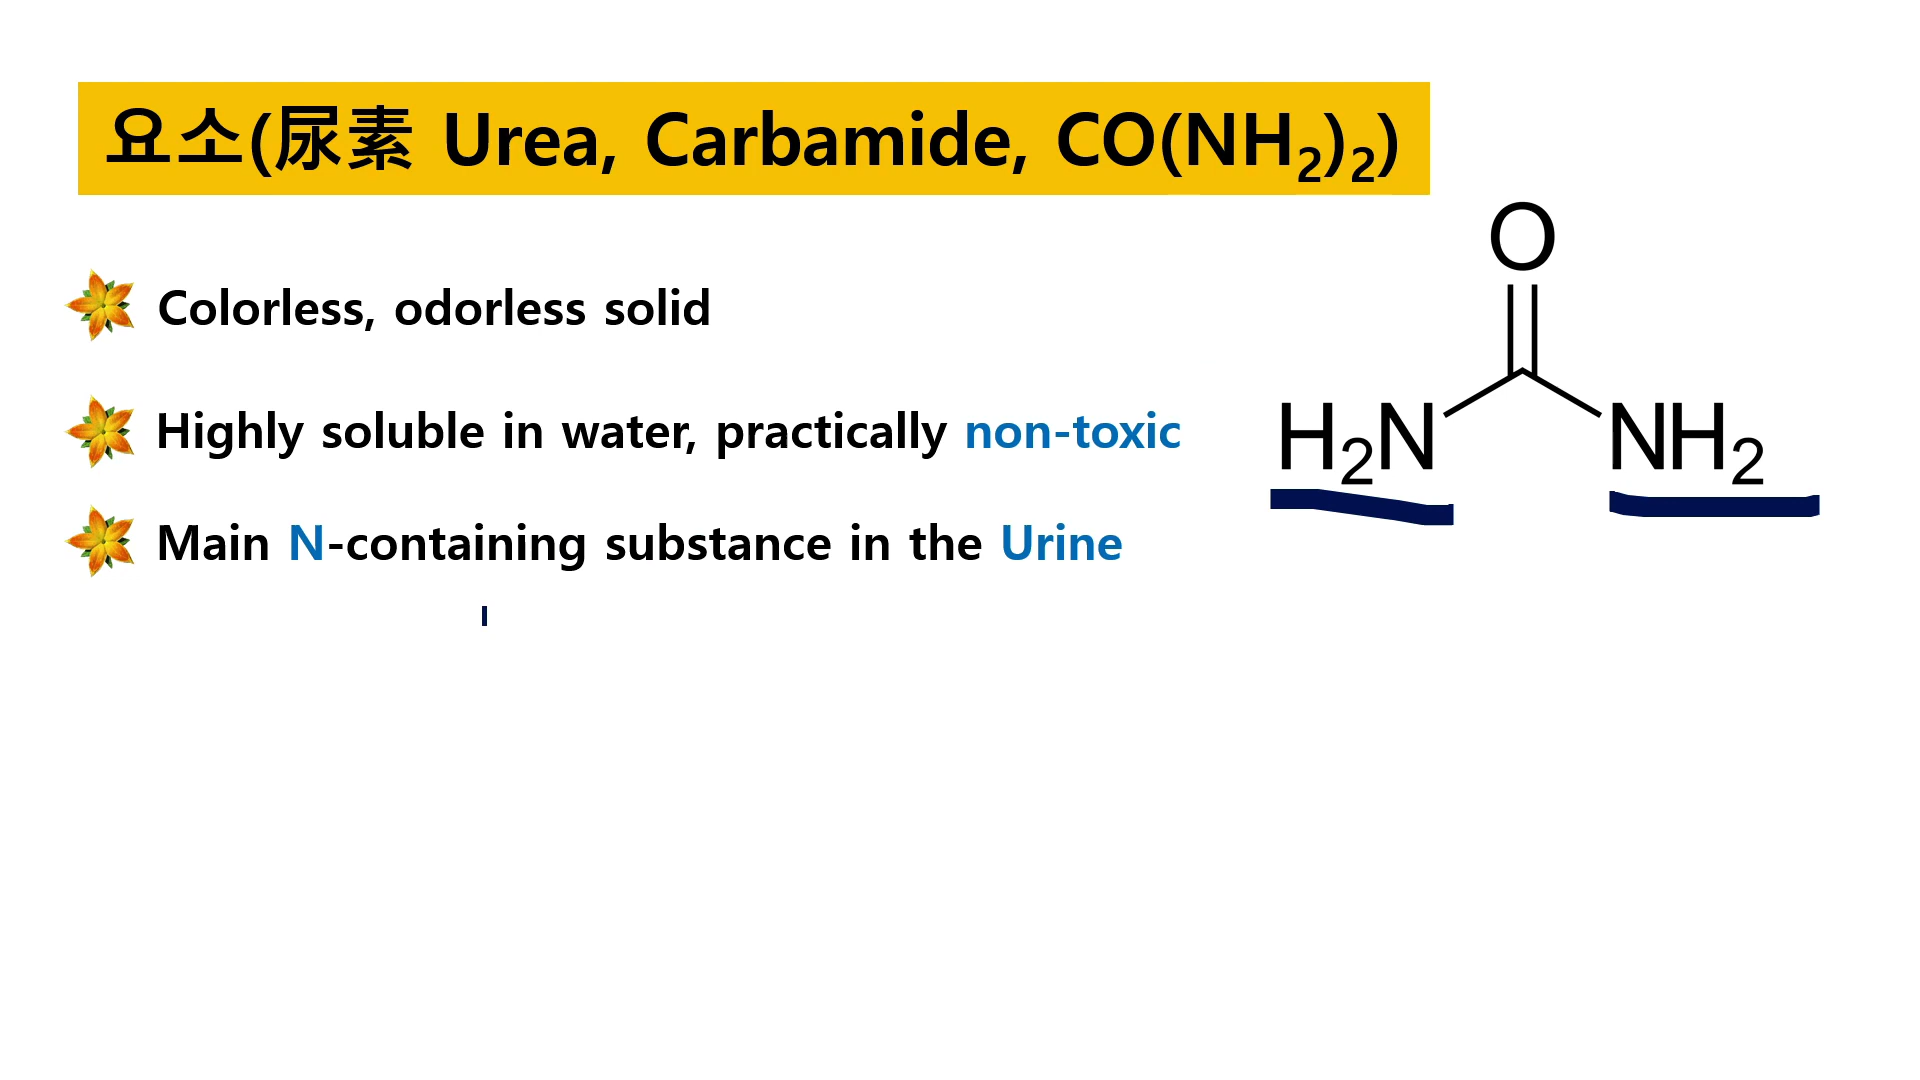 요소(尿素 Urea, Carbamide, CO(NH₂)₂)
Colorless, odorless solid
Highly soluble in water, practically non-toxic
Main N-containing substance in the Urine
O
H₂N NH₂